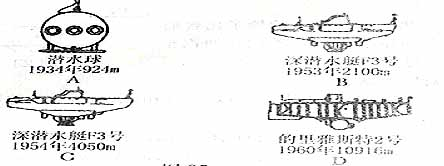 潜水球
1934年924m
A
深潜水艇F3号
1953年2100m
B
深潜水艇F3号
1954年4050m
C
的里雅斯特2号
1960年10916m
D